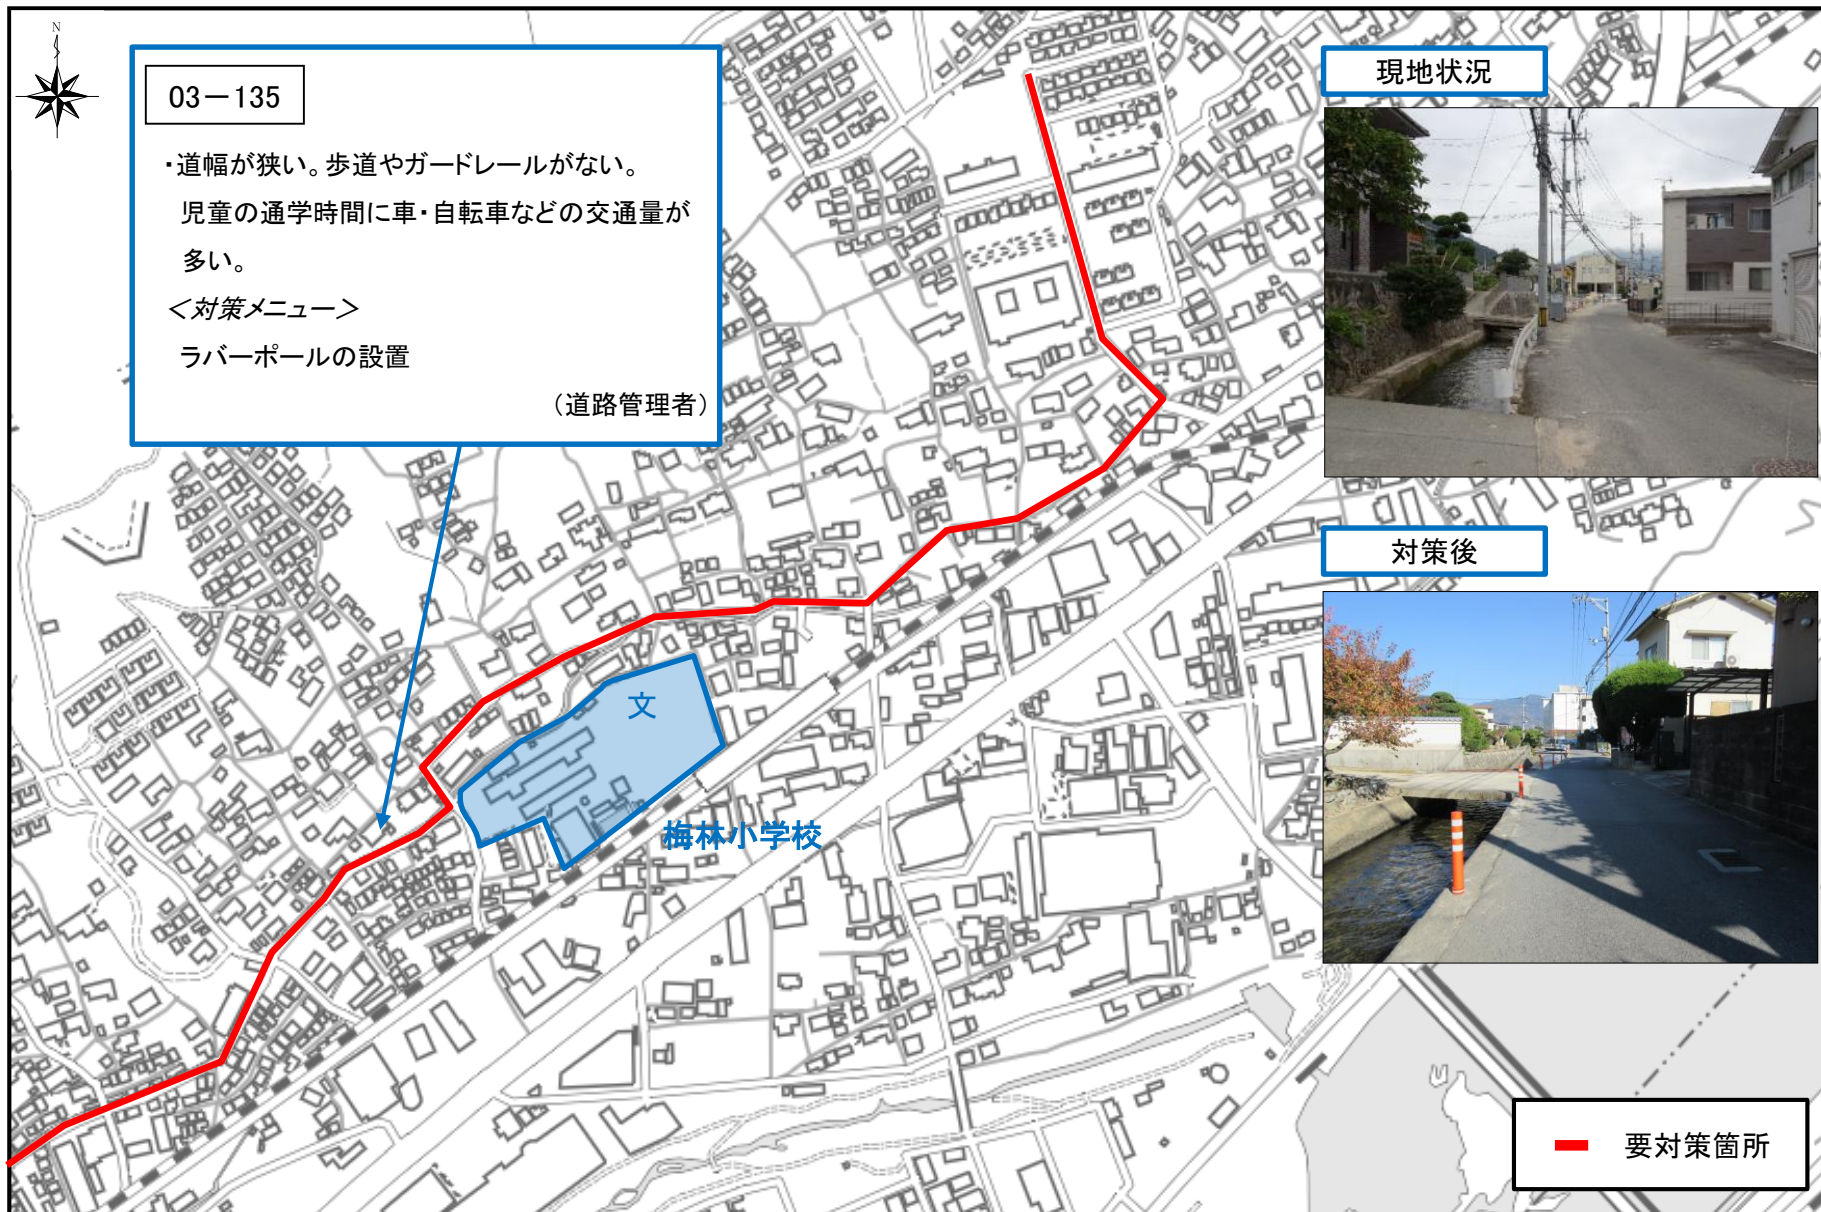 N
03－135
・道幅が狭い。歩道やガードレールがない。
児童の通学時間に車・自転車などの交通量が
多い。
＜対策メニュー＞
ラバーポールの設置
（道路管理者）
現地状況
対策後
文
梅林小学校
要対策箇所